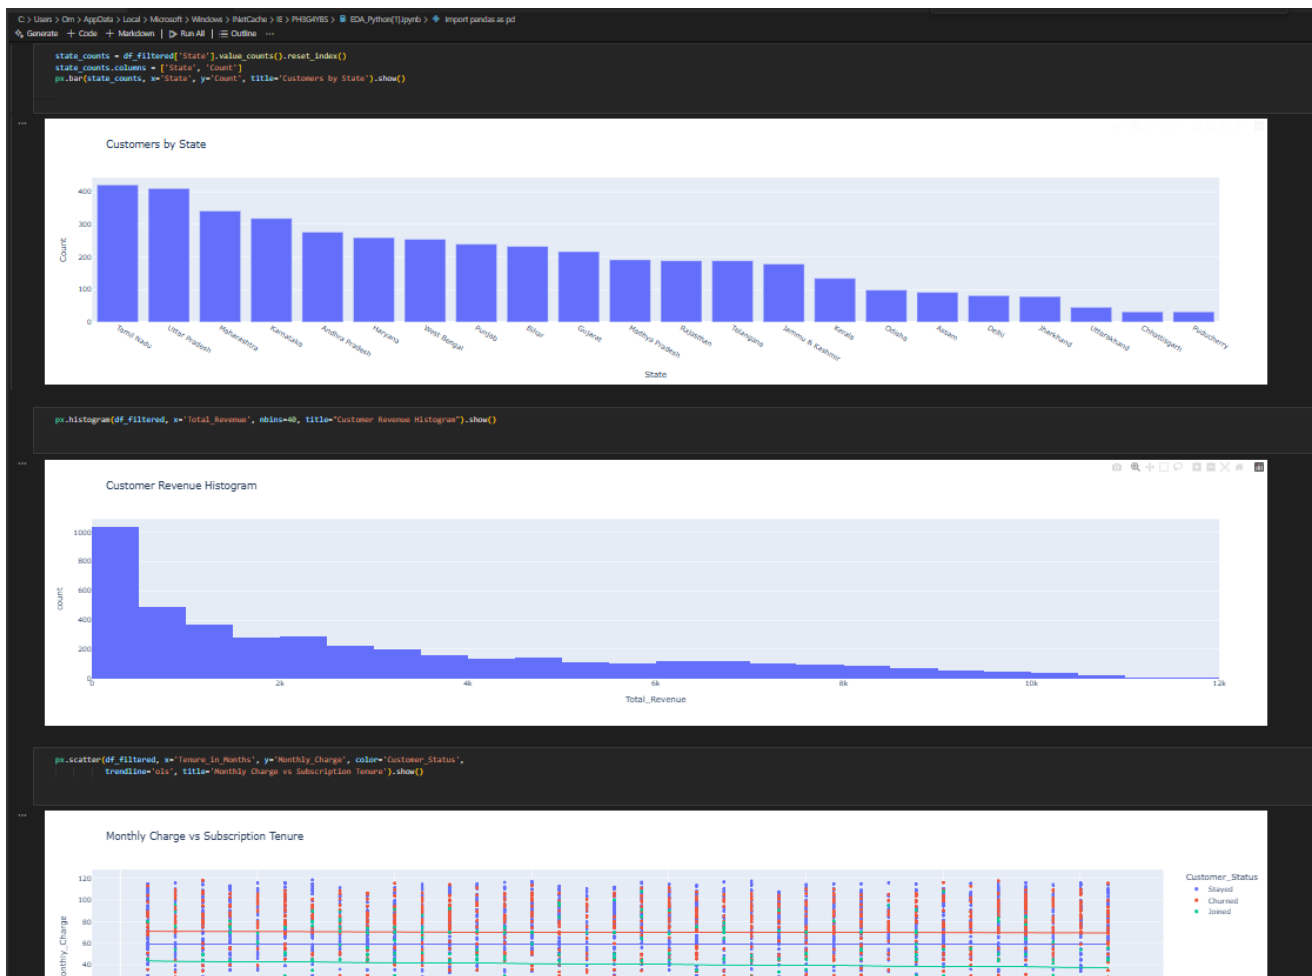 C: > Users > Om > AppData > Local > Microsoft > Windows > INetCache > IE > PH3G4YBS > EDA_Python[1].ipynb > import pandas as pd
Generate + Code + Markdown | Run All | Outline ...
state_counts = df_filtered['State'].value_counts().reset_index()
state_counts.columns = ['State', 'Count']
px.bar(state_counts, x='State', y='Count', title='Customers by State').show()
...
Customers by State
400
300
200
100
0
Count
Tamil Nadu
Uttar Pradesh
Maharashtra
Karnataka
Andhra Pradesh
Haryana
West Bengal
Punjab
Bihar
Gujarat
Madhya Pradesh
Rajasthan
Telangana
Jammu & Kashmir
Kerala
Odisha
Assam
Delhi
Jharkhand
Uttarakhand
Chhattisgarh
Puducherry
State
px.histogram(df_filtered, x='Total_Revenue', nbins=40, title="Customer Revenue Histogram").show()
...
Customer Revenue Histogram
1000
800
600
400
200
0
count
0 2k 4k 6k 8k 10k 12k
Total_Revenue
px.scatter(df_filtered, x='Tenure_in_Months', y='Monthly_Charge', color='Customer_Status',
trendline='ols', title='Monthly Charge vs Subscription Tenure').show()
...
Monthly Charge vs Subscription Tenure
120
100
80
60
40
onthly_Charge
Customer_Status
Stayed
Churned
Joined